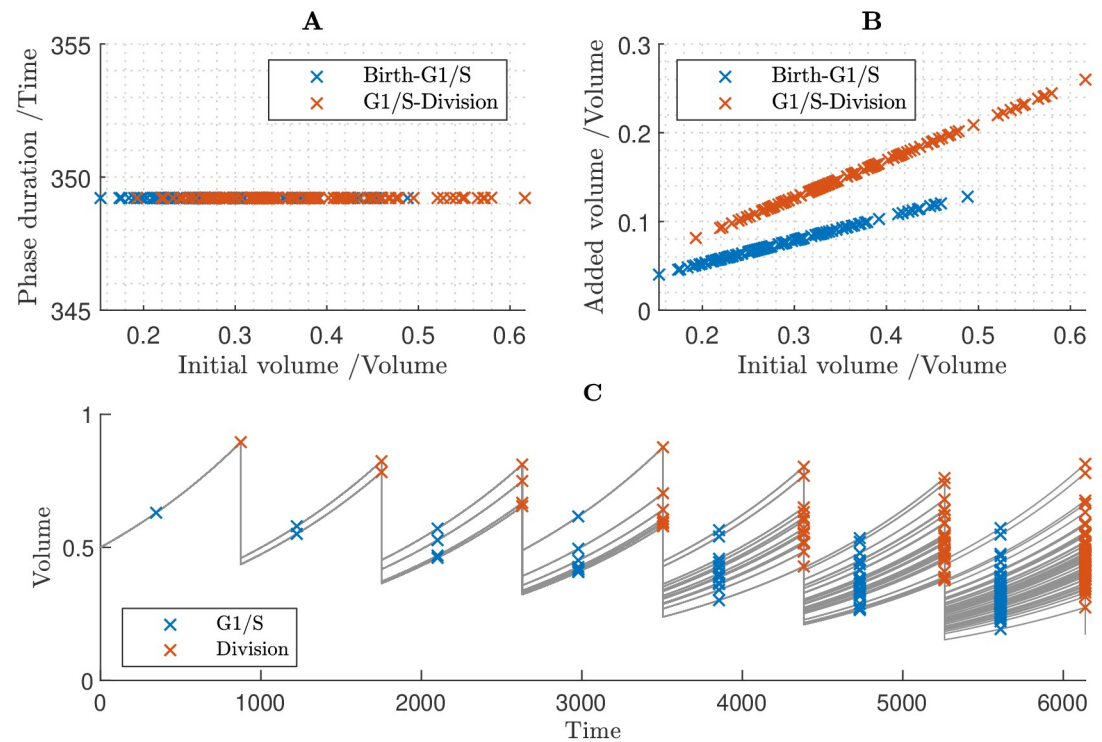 A
355
350
345
Phase duration /Time
Birth-G1/S
G1/S-Division
0.2 0.3 0.4 0.5 0.6
Initial volume /Volume
B
0.3
0.2
0.1
0
Added volume /Volume
Birth-G1/S
G1/S-Division
0.2 0.3 0.4 0.5 0.6
Initial volume /Volume
C
1
0.5
0
Volume
G1/S
Division
0 1000 2000 3000 4000 5000 6000
Time